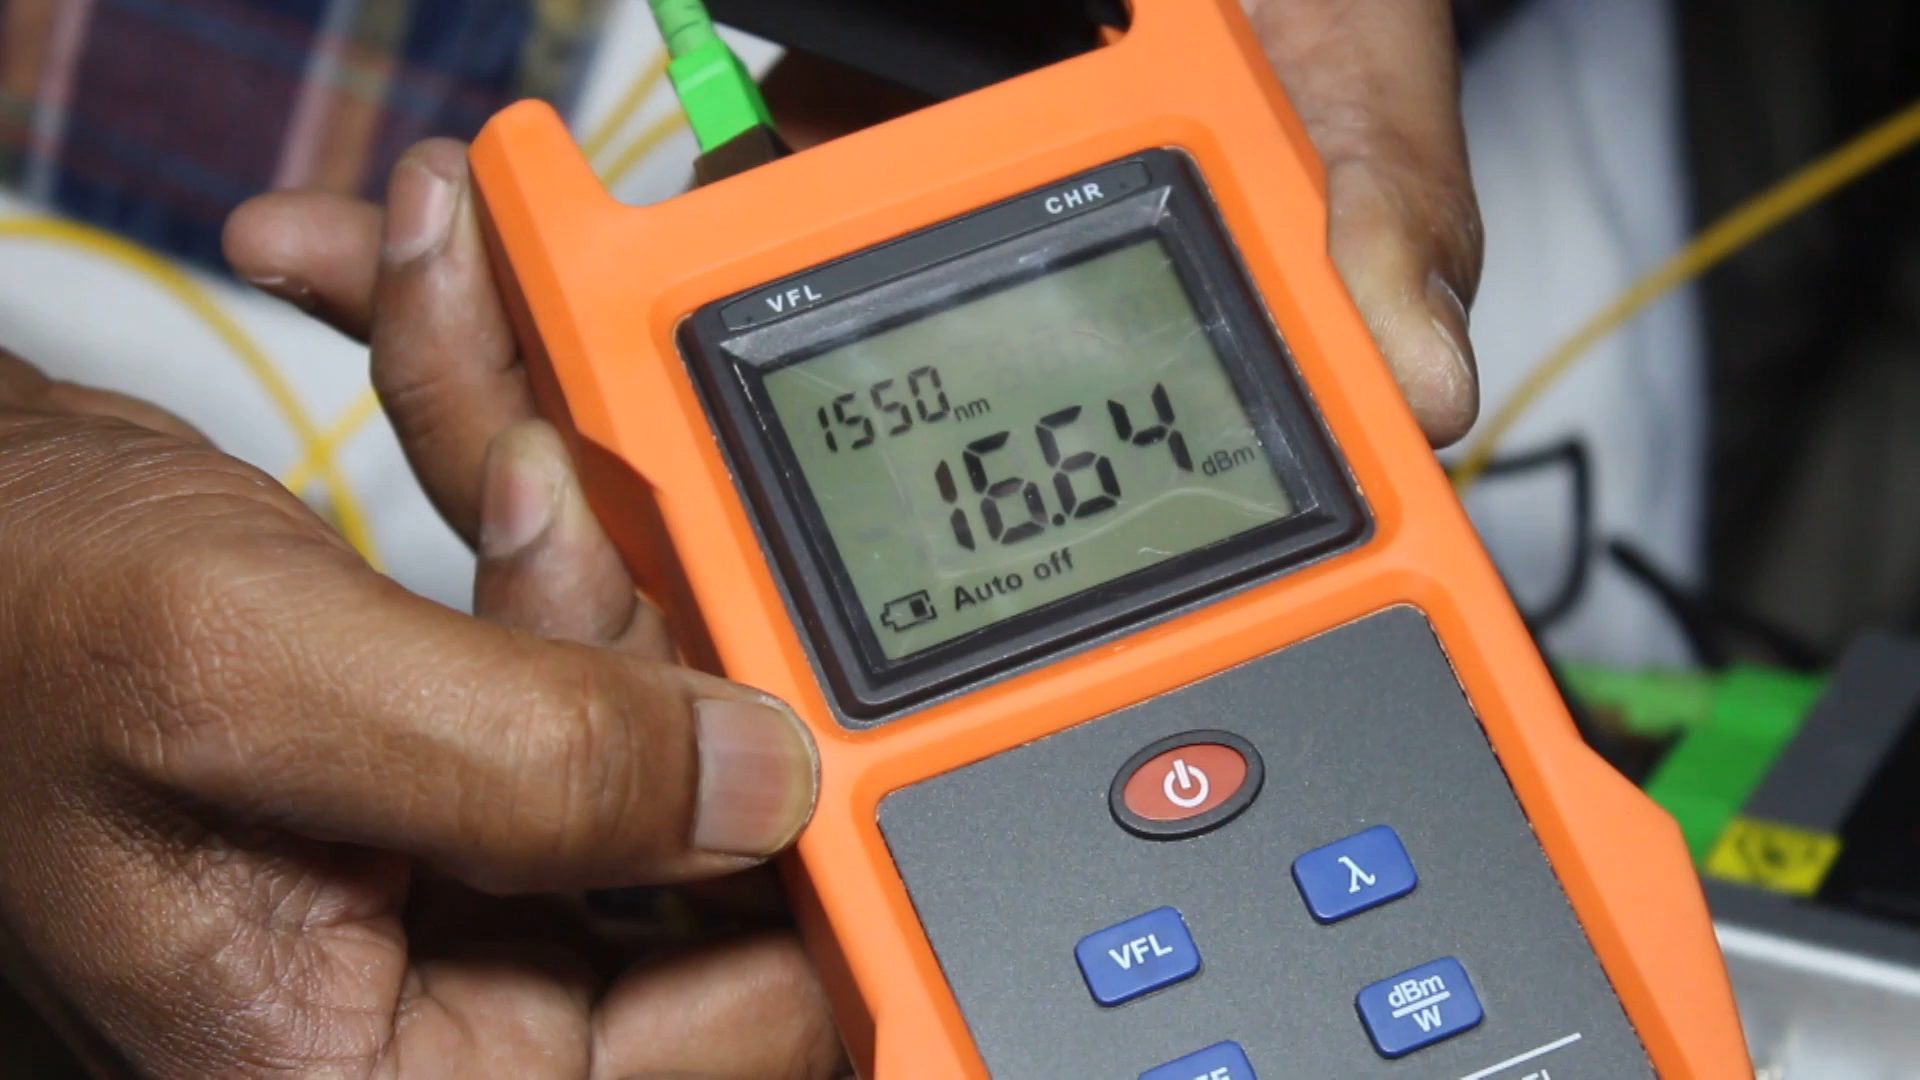 VFL CHR
1550nm
16.64 dBm
Auto off
λ
VFL
dBm
W